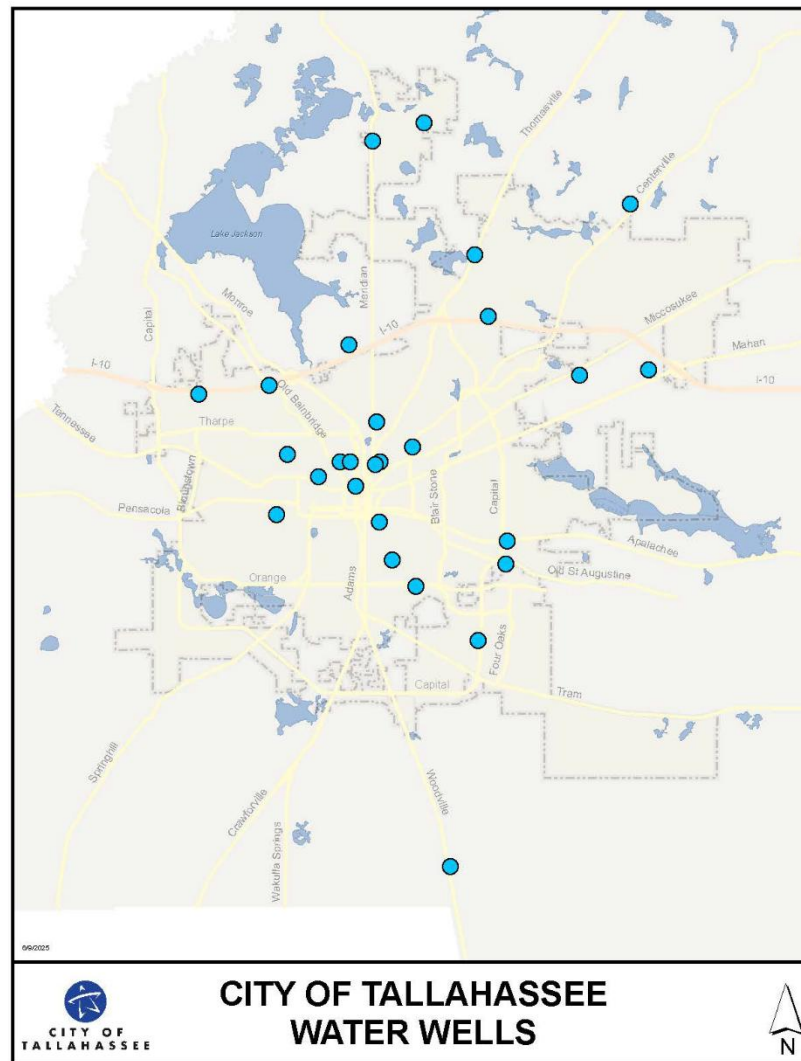 Thomasville
Centerville
Lake Jackson
Meridian
Monroe
Capital
Miccosukee
Mahan
I-10
I-10
Old Bainbridge
Tennessee
Tharpe
Blountstown
Pensacola
Blair Stone
Capital
Apalachee
Old St Augustine
Orange
Adams
Four Oaks
Capital
Tram
Springhill
Crawforville
Wakulla Springs
Woodville
6/9/2025
CITY OF
TALLAHASSEE
CITY OF TALLAHASSEE
WATER WELLS
N